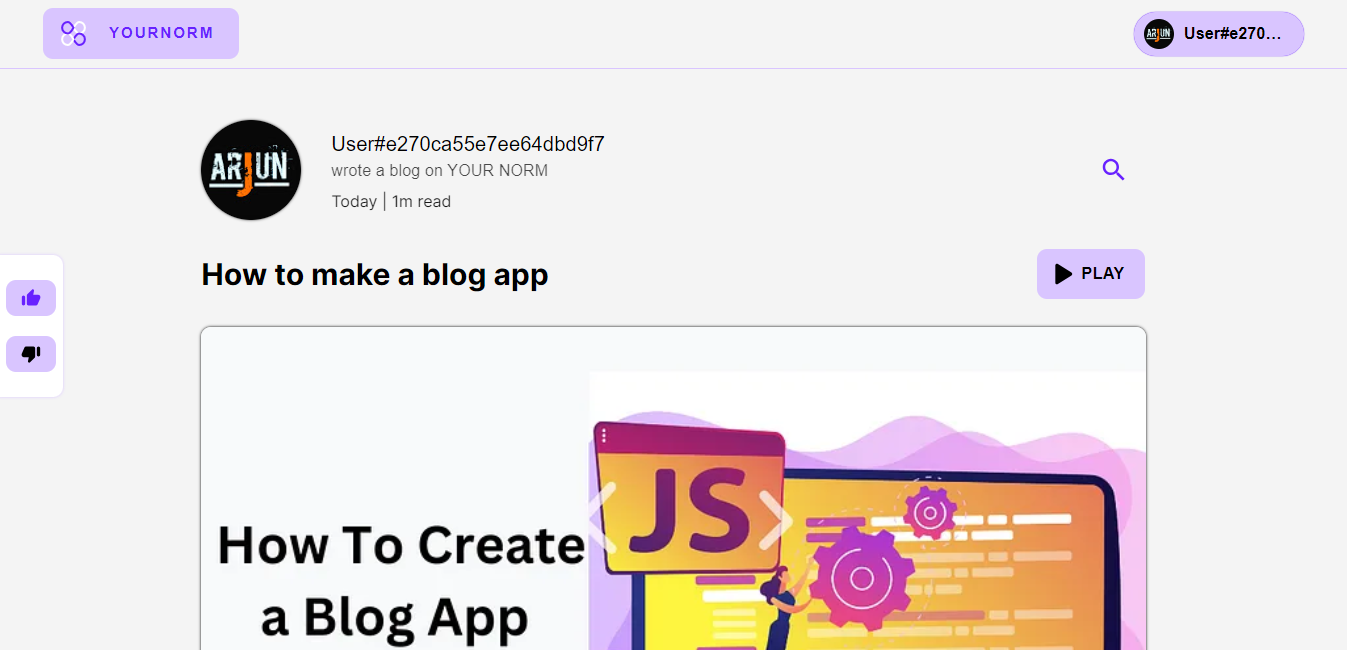 YOURNORM
ARJUN
User#e270...
ARJUN
User#e270ca55e7ee64dbd9f7
wrote a blog on YOUR NORM
Today | 1m read
How to make a blog app
PLAY
JS
How To Create
a Blog App